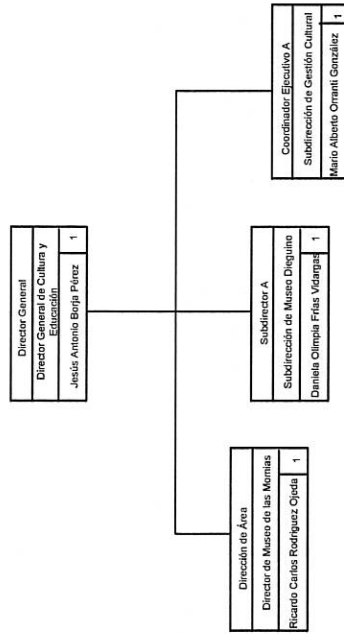 Director General
Director General de Cultura y
Educación
Jesús Antonio Borja Pérez 1
Dirección de Área
Director de Museo de las Momias
Ricardo Carlos Rodríguez Ojeda 1
Subdirector A
Subdirección de Museo Dieguino
Daniela Olimpia Frías Vidargas 1
Coordinador Ejecutivo A
Subdirección de Gestión Cultural
Mario Alberto Orranti González 1